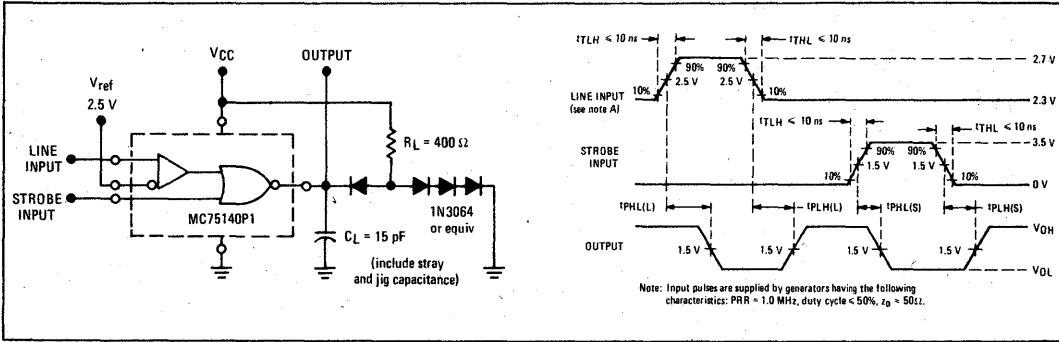 VCC
OUTPUT
Vref
2.5 V
RL = 400 Ω
LINE
INPUT
STROBE
INPUT
MC75140P1
1N3064
or equiv
CL = 15 pF
(include stray
and jig capacitance)
tTLH ≤ 10 ns
tTHL ≤ 10 ns
2.7 V
90% 90%
2.5 V 2.5 V
LINE INPUT
(see note A)
10% 10%
2.3 V
tTLH ≤ 10 ns
tTHL ≤ 10 ns
3.5 V
STROBE
INPUT
90% 90%
1.5 V 1.5 V
10% 10%
0 V
tPHL(L) tPLH(L) tPHL(S) tPLH(S)
OUTPUT
VOH
1.5 V 1.5 V 1.5 V 1.5 V
VOL
Note: Input pulses are supplied by generators having the following
characteristics: PRR = 1.0 MHz, duty cycle ≤ 50%, zo ≈ 50Ω.